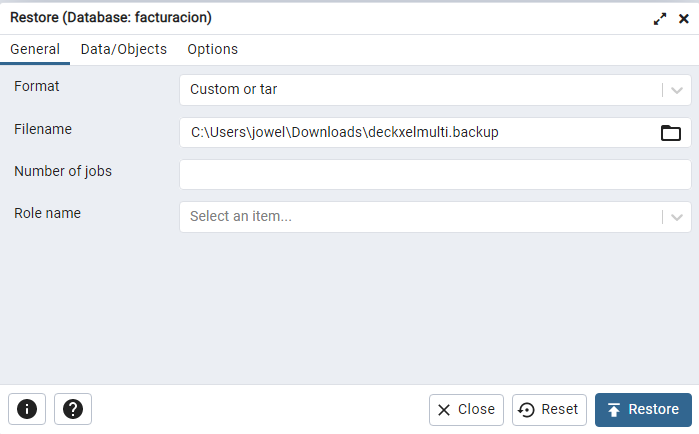 Restore (Database: facturacion)
General Data/Objects Options
Format Custom or tar
Filename C:\Users\jowel\Downloads\deckxelmulti.backup
Number of jobs
Role name Select an item...
Close Reset Restore